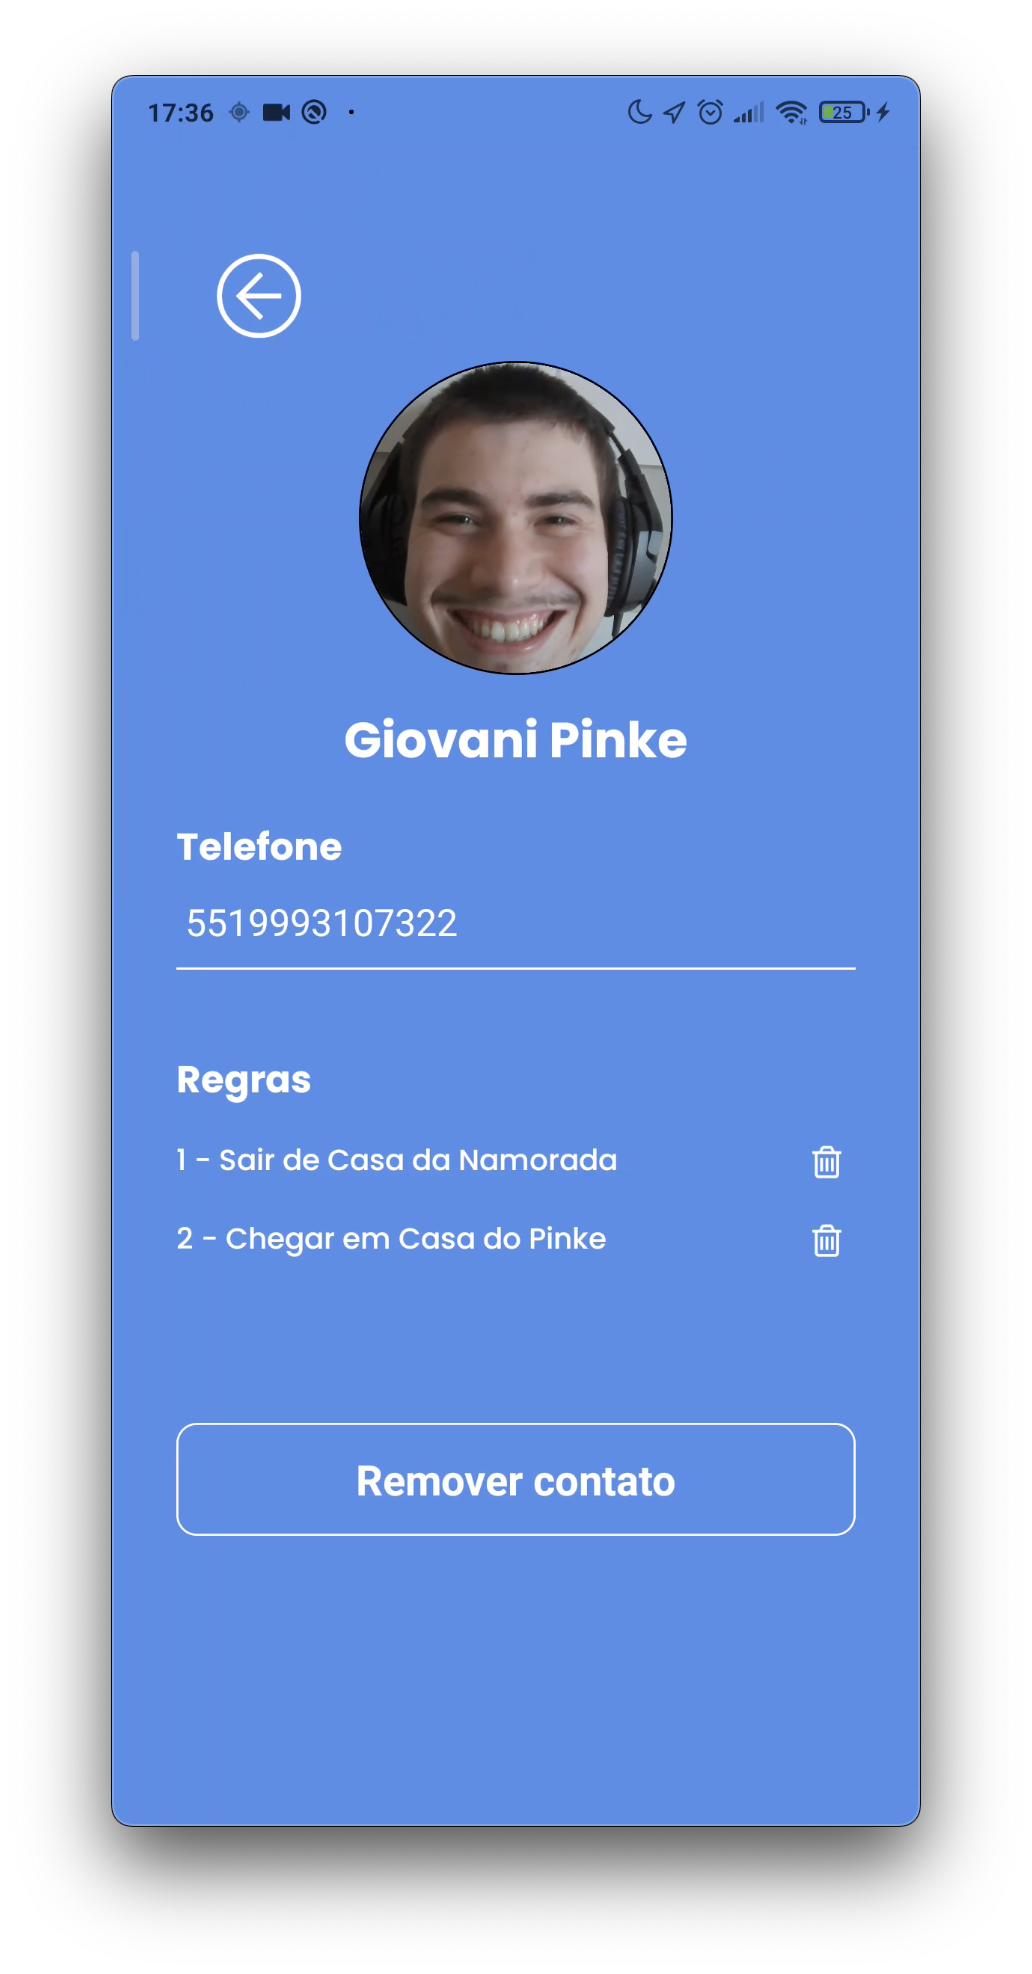 17:36
25
Giovani Pinke
Telefone
5519993107322
Regras
1 - Sair de Casa da Namorada
2 - Chegar em Casa do Pinke
Remover contato